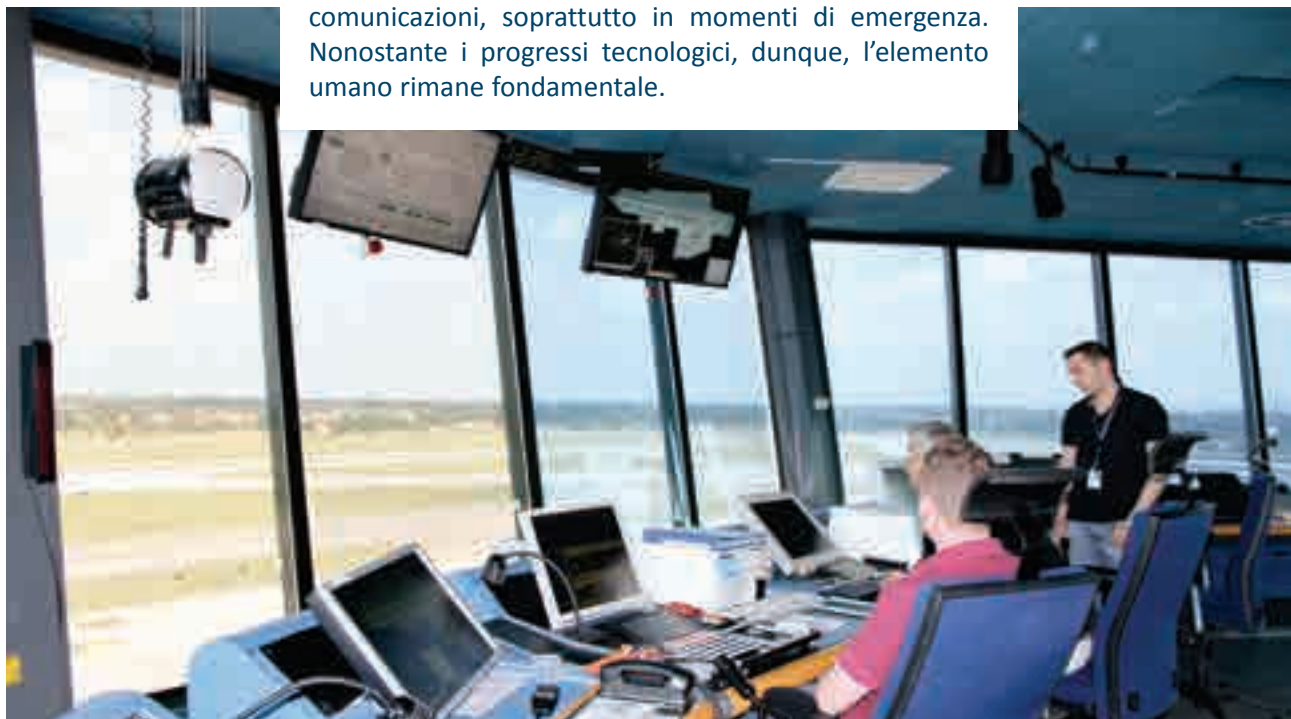 comunicazioni, soprattutto in momenti di emergenza.
Nonostante i progressi tecnologici, dunque, l’elemento
umano rimane fondamentale.